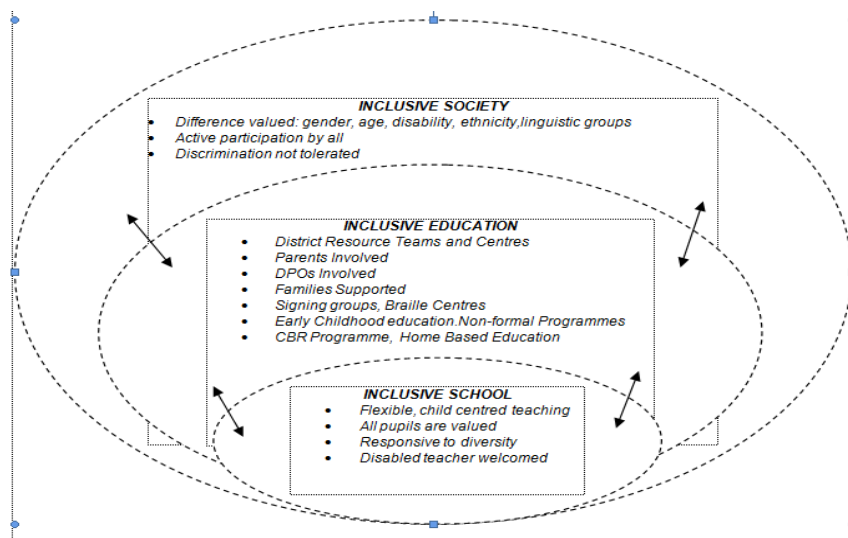 INCLUSIVE SOCIETY
• Difference valued: gender, age, disability, ethnicity,linguistic groups
• Active participation by all
• Discrimination not tolerated
INCLUSIVE EDUCATION
• District Resource Teams and Centres
• Parents Involved
• DPOs Involved
• Families Supported
• Signing groups, Braille Centres
• Early Childhood education.Non-formal Programmes
• CBR Programme, Home Based Education
INCLUSIVE SCHOOL
• Flexible, child centred teaching
• All pupils are valued
• Responsive to diversity
• Disabled teacher welcomed